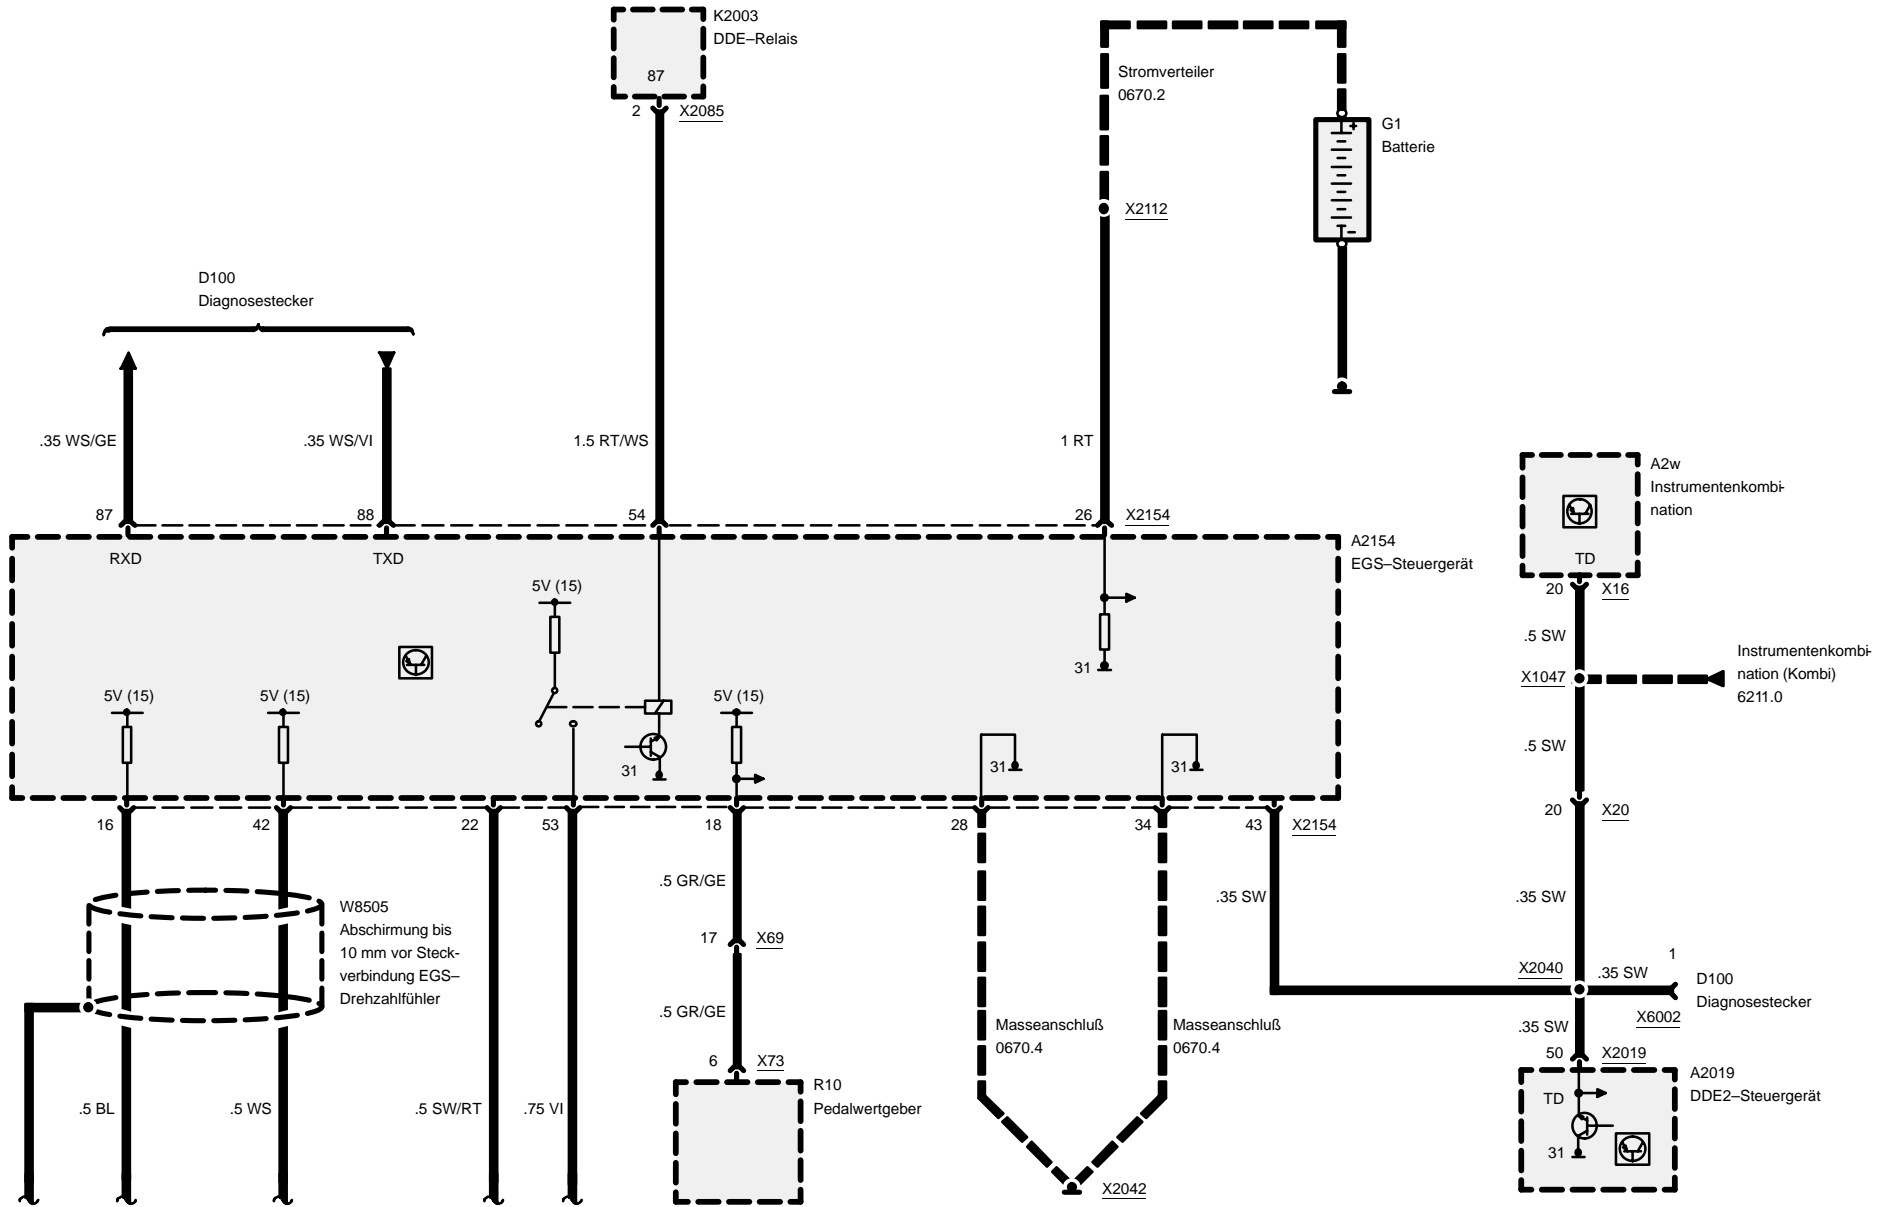 K2003
DDE–Relais
87
2
X2085
Stromverteiler
0670.2
G1
Batterie
+
–
X2112
D100
Diagnosestecker
.35 WS/GE
.35 WS/VI
1.5 RT/WS
1 RT
87
88
54
26
X2154
A2154
EGS–Steuergerät
RXD
TXD
5V (15)
31
5V (15)
5V (15)
5V (15)
31
31
31
A2w
Instrumentenkombi-
nation
TD
20
X16
.5 SW
X1047
Instrumentenkombi-
nation (Kombi)
6211.0
.5 SW
20
X20
16
42
22
53
18
28
34
43
X2154
.5 GR/GE
.35 SW
.35 SW
W8505
Abschirmung bis
10 mm vor Steck-
verbindung EGS–
Drehzahlfühler
17
X69
X2040
.35 SW
1
D100
Diagnosestecker
X6002
.5 GR/GE
Masseanschluß
0670.4
Masseanschluß
0670.4
.35 SW
50
X2019
6
X73
A2019
DDE2–Steuergerät
TD
31
R10
Pedalwertgeber
.5 BL
.5 WS
.5 SW/RT
.75 VI
X2042